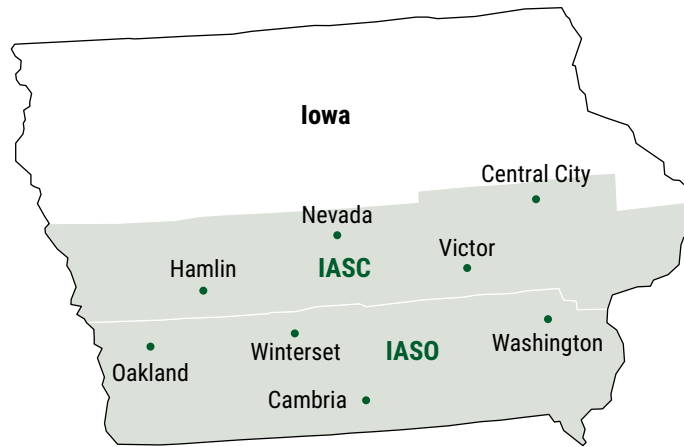 Iowa
Central City
Nevada
Victor
Hamlin
IASC
Washington
Winterset
IASO
Oakland
Cambria